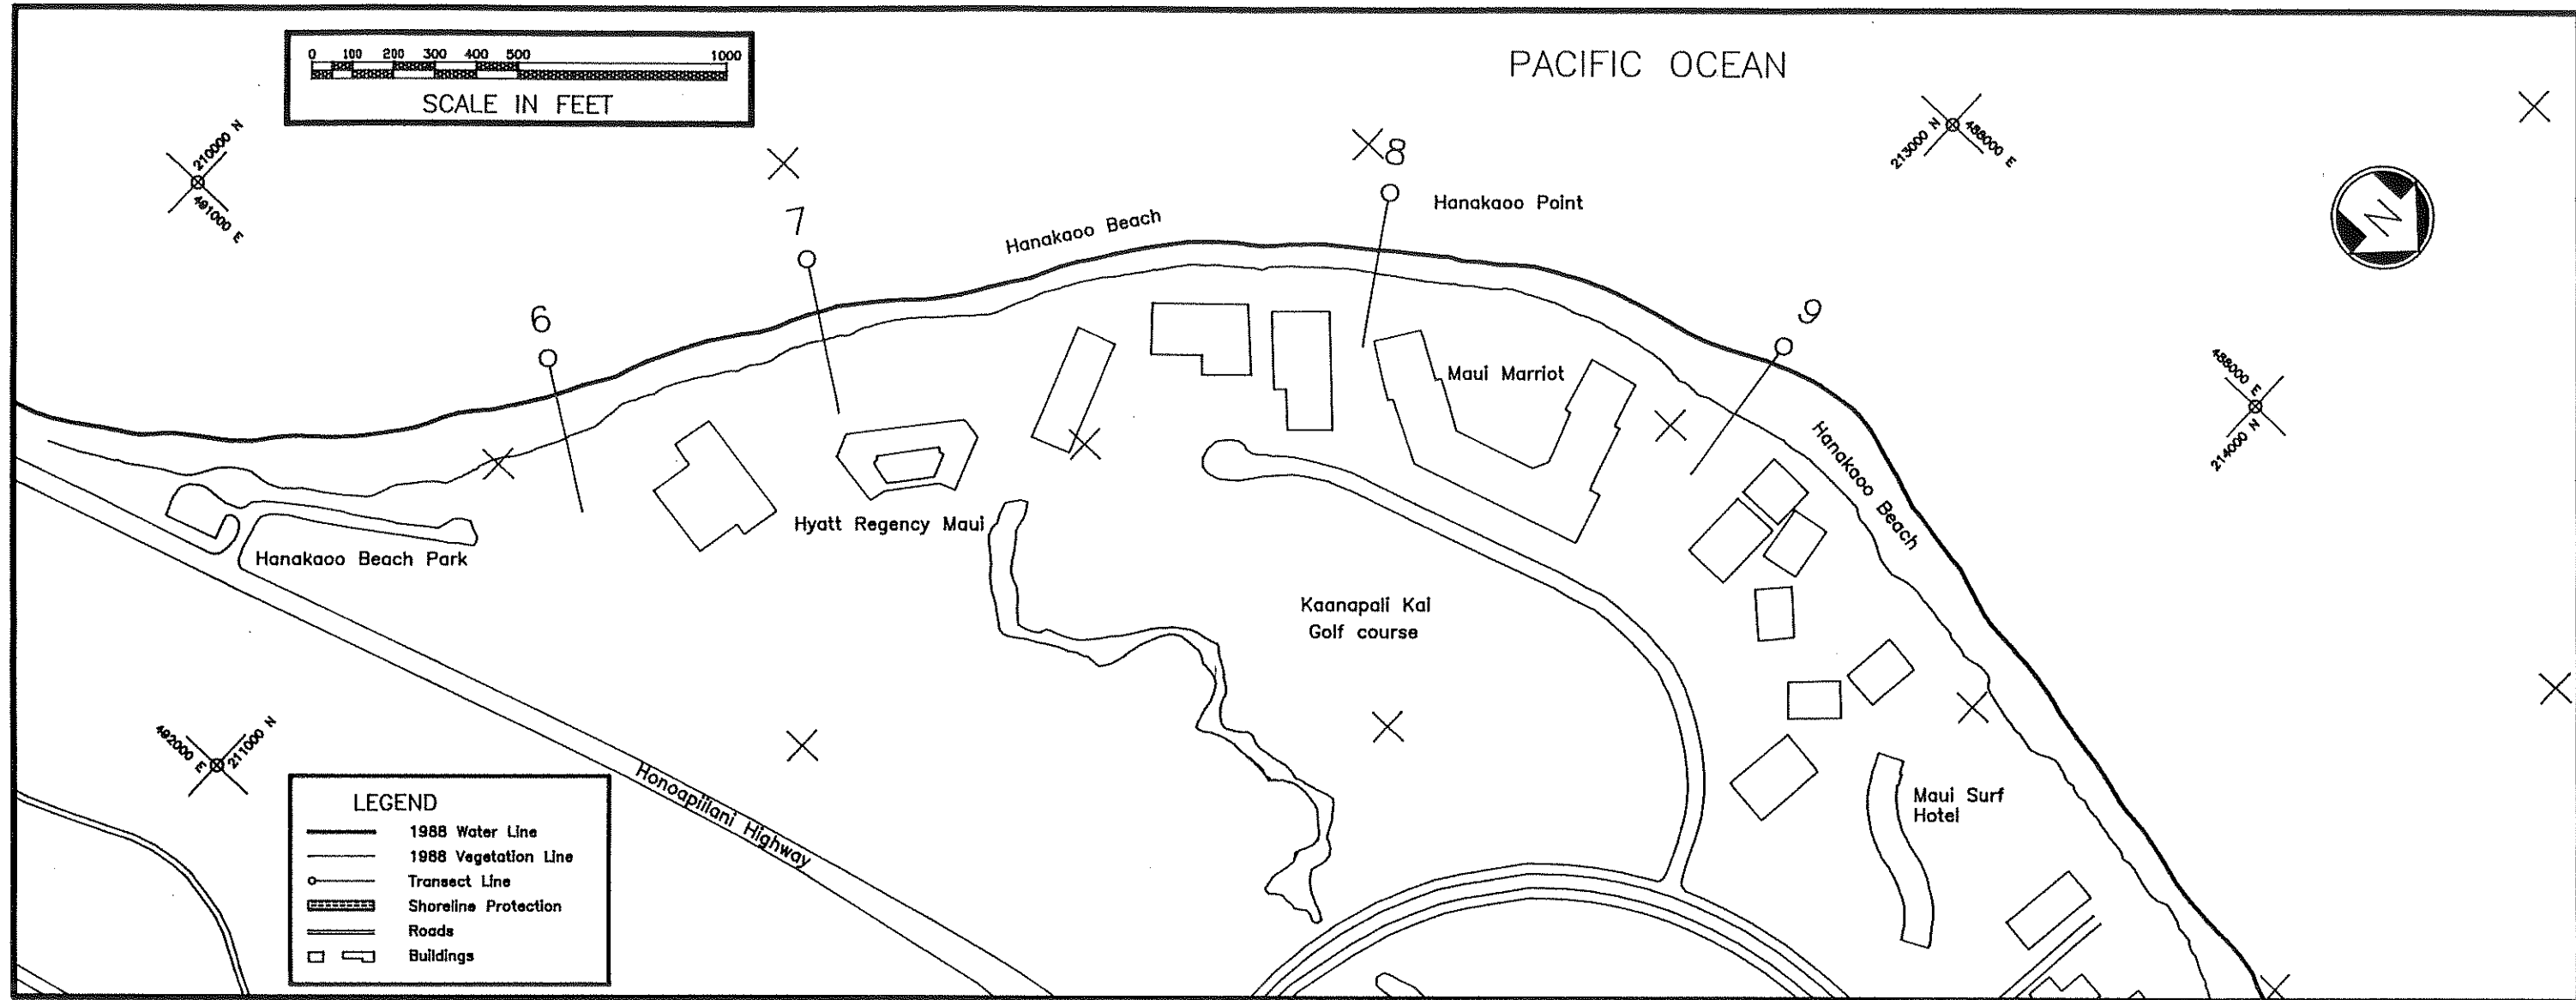 0 100 200 300 400 500 1000
SCALE IN FEET
PACIFIC OCEAN
210000 N
491000 E
213000 N
488000 E
8
Hanakaoo Point
7
Hanakaoo Beach
N
6
9
Maui Marriot
488000 E
214000 N
Hanakaoo Beach
Hyatt Regency Maui
Hanakaoo Beach Park
Kaanapali Kai
Golf course
492000 E
211000 N
Honoapiilani Highway
Maui Surf
Hotel
LEGEND
1988 Water Line
1988 Vegetation Line
Transect Line
Shoreline Protection
Roads
Buildings